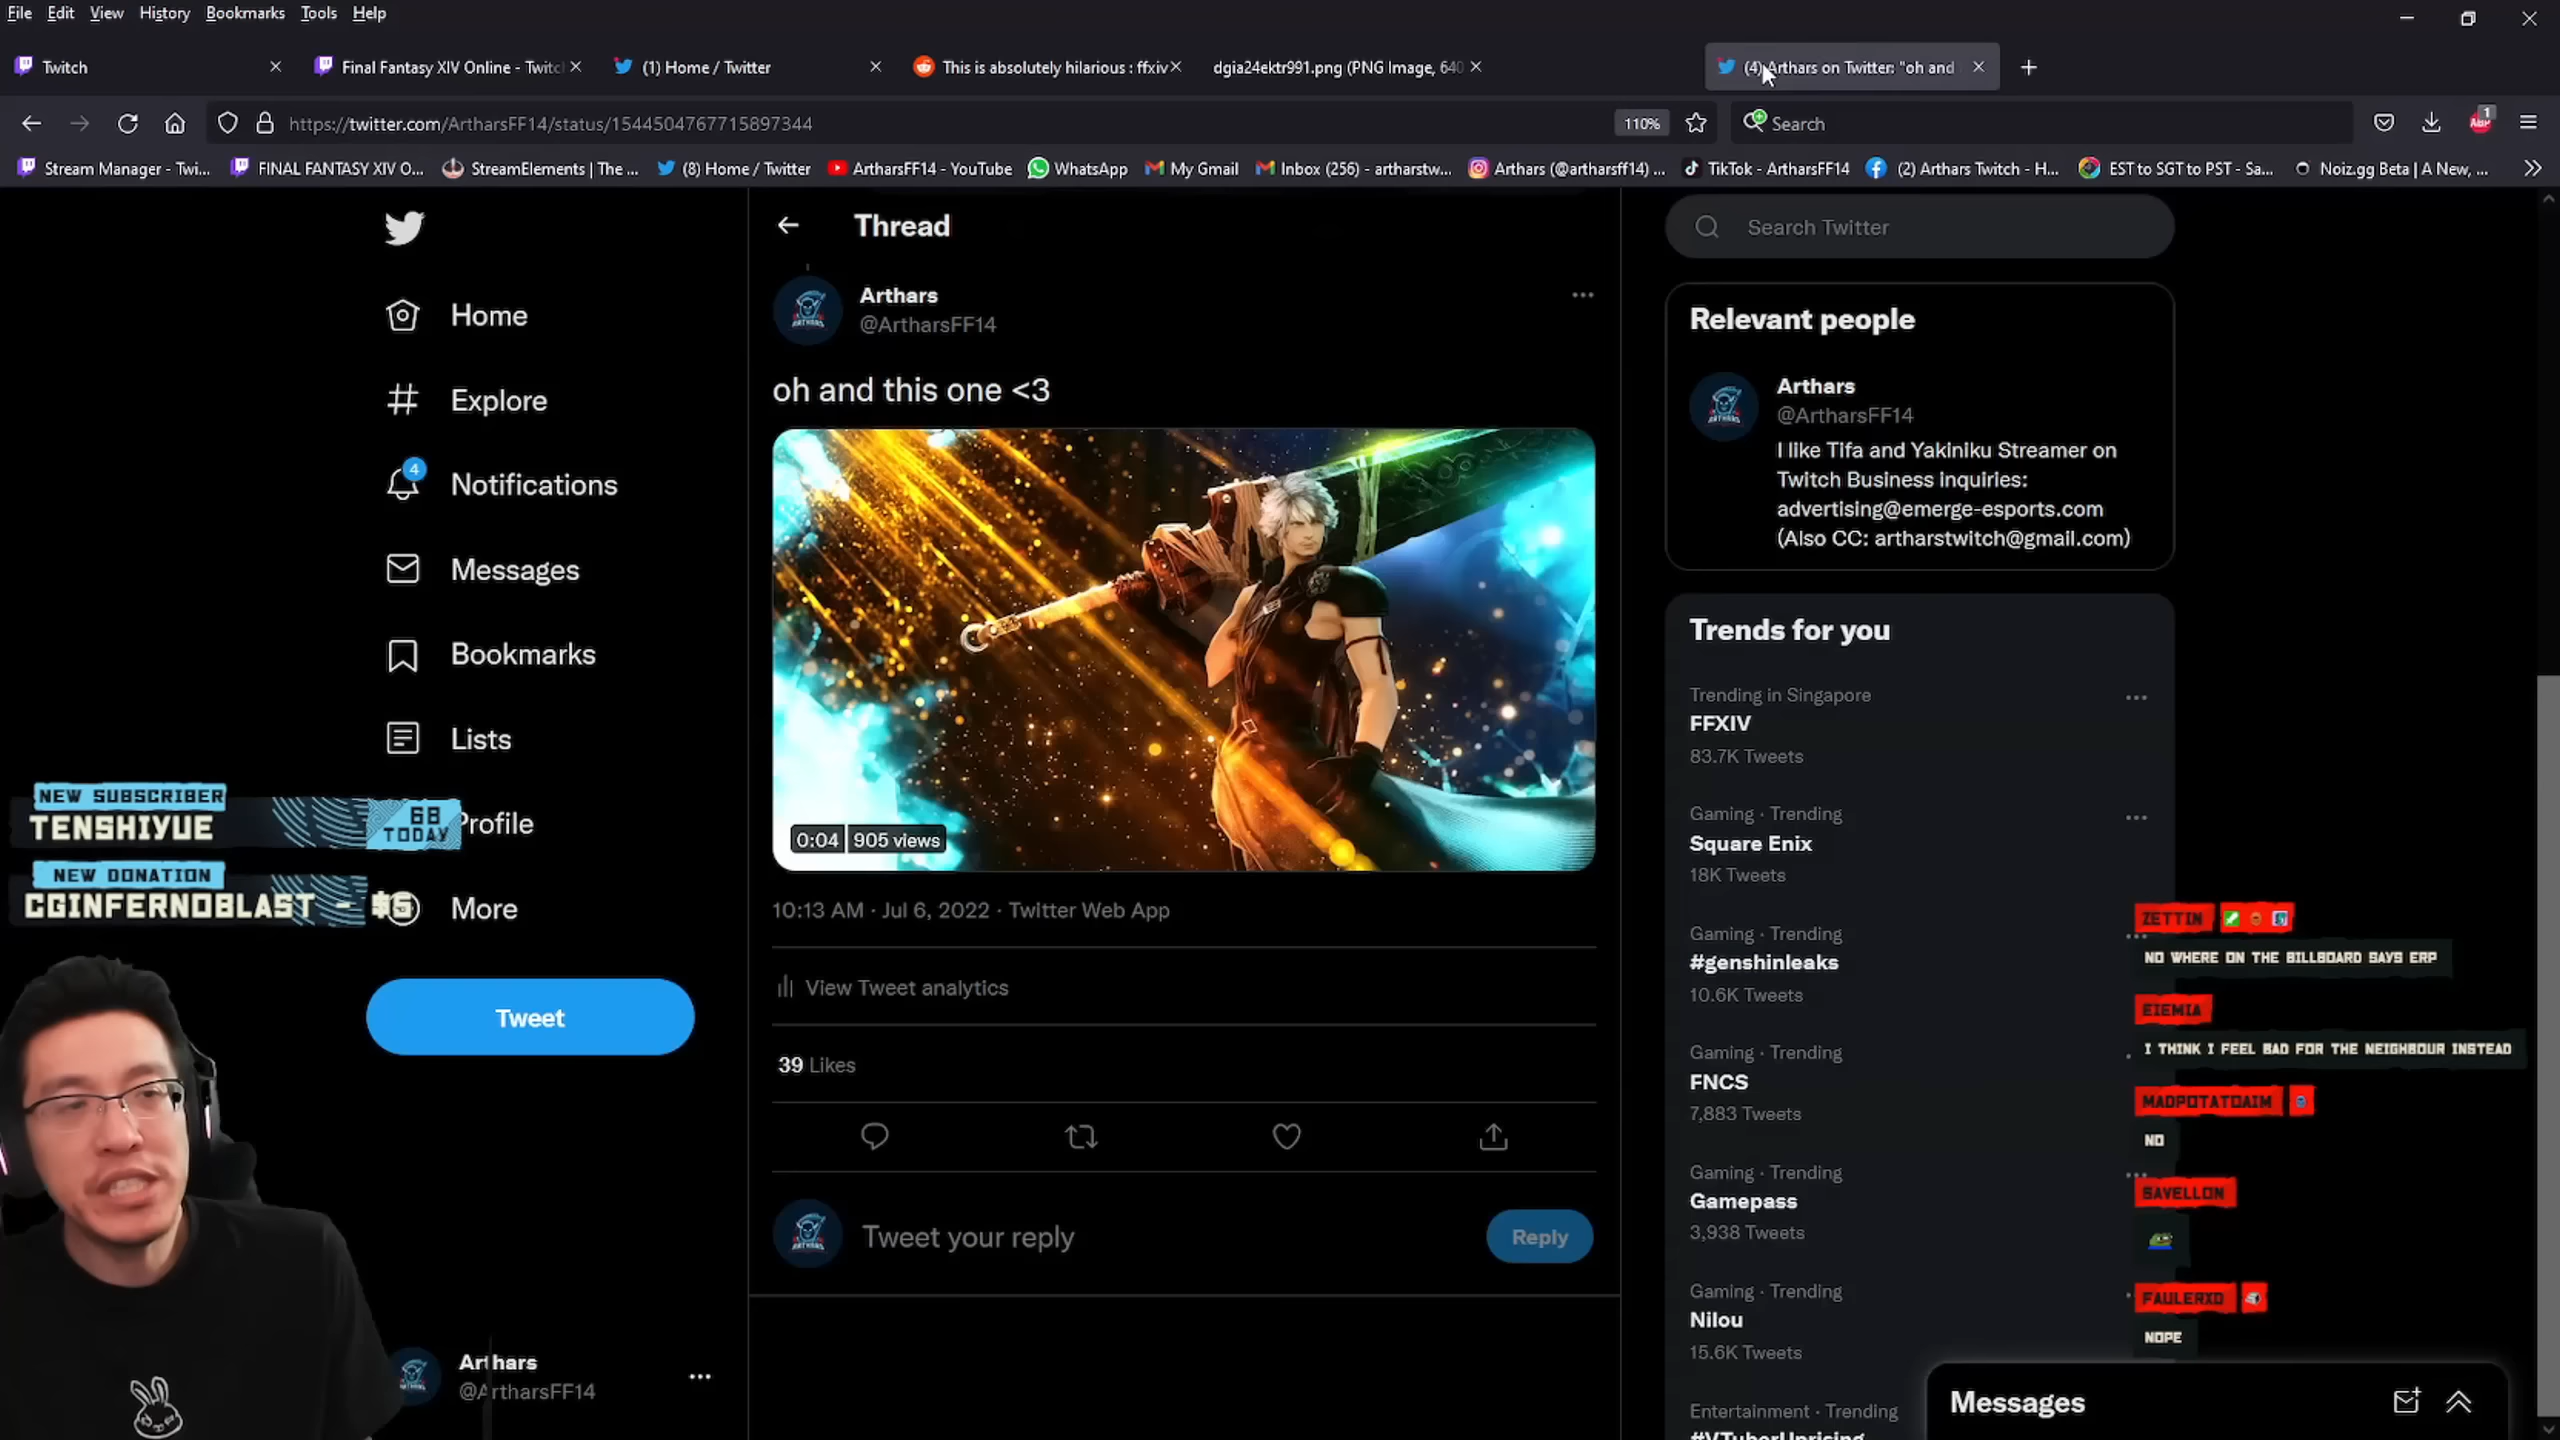 File Edit View History Bookmarks Tools Help
Twitch
Final Fantasy XIV Online - Twitc
(1) Home / Twitter
This is absolutely hilarious : ffxiv
dgia24ektr991.png (PNG Image, 640
(4) Arthars on Twitter: "oh and
https://twitter.com/ArtharsFF14/status/1544504767715897344
110%
Search
1
Stream Manager - Twi...
FINAL FANTASY XIV O...
StreamElements | The ...
(8) Home / Twitter
ArtharsFF14 - YouTube
WhatsApp
My Gmail
Inbox (256) - artharstw...
Arthars (@artharsff14) ...
TikTok - ArtharsFF14
(2) Arthars Twitch - H...
EST to SGT to PST - Sa...
Noiz.gg Beta | A New, ...
Home
Explore
4
Notifications
Messages
Bookmarks
Lists
Profile
More
Tweet
NEW SUBSCRIBER
TENSHIYUE
68
TODAY
NEW DONATION
CGINFERNOBLAST - $5
Arthars
@ArtharsFF14
Thread
Arthars
@ArtharsFF14
oh and this one <3
0:04
905 views
10:13 AM · Jul 6, 2022 · Twitter Web App
View Tweet analytics
39 Likes
Tweet your reply
Reply
Search Twitter
Relevant people
Arthars
@ArtharsFF14
I like Tifa and Yakiniku Streamer on
Twitch Business Inquiries:
advertising@emerge-esports.com
(Also CC: artharstwitch@gmail.com)
Trends for you
Trending in Singapore
FFXIV
83.7K Tweets
Gaming · Trending
Square Enix
18K Tweets
Gaming · Trending
#genshinleaks
10.6K Tweets
Gaming · Trending
FNCS
7,883 Tweets
Gaming · Trending
Gamepass
3,938 Tweets
Gaming · Trending
Nilou
15.6K Tweets
Entertainment · Trending
#VTuberUprising
ZETTIN
NO WHERE ON THE BILLBOARD SAYS ERP
EIEMIA
I THINK I FEEL BAD FOR THE NEIGHBOUR INSTEAD
MADPOTATOAIM
NO
SAVELLON
FAULERXD
NOPE
Messages